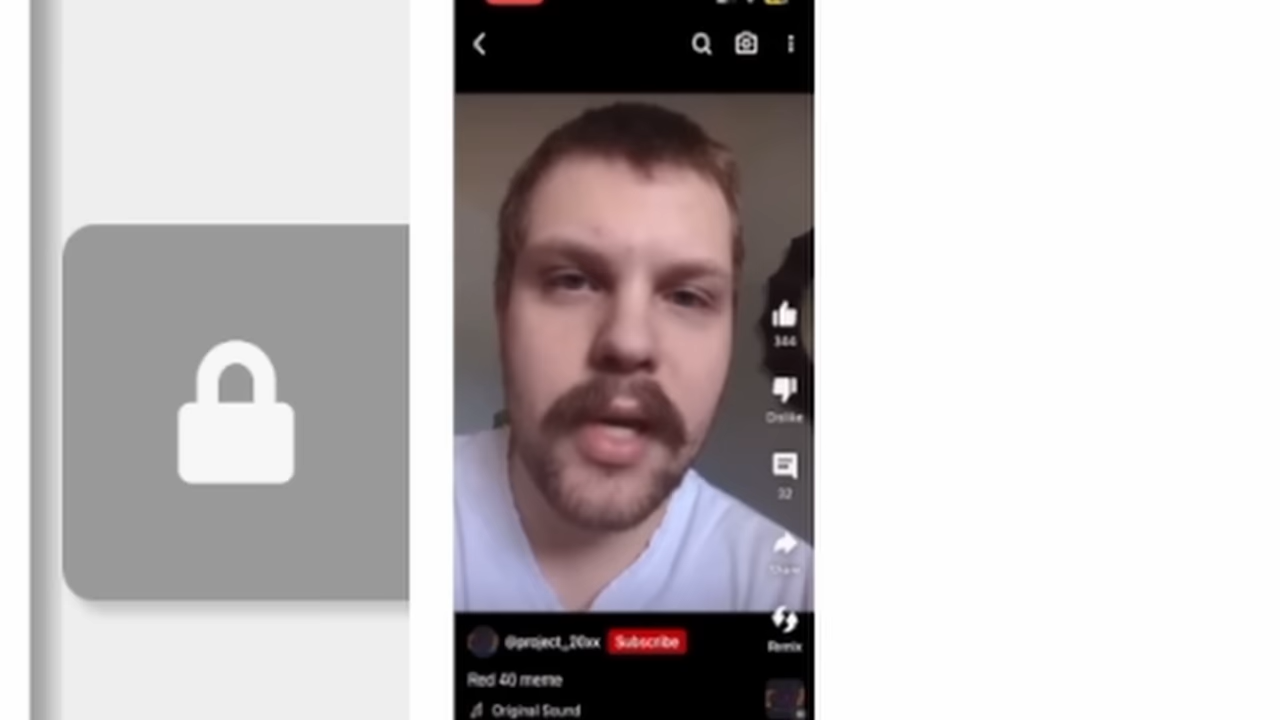 344
Dislike
32
Share
@project_20xx Subscribe
Remix
Red 40 meme
Original Sound